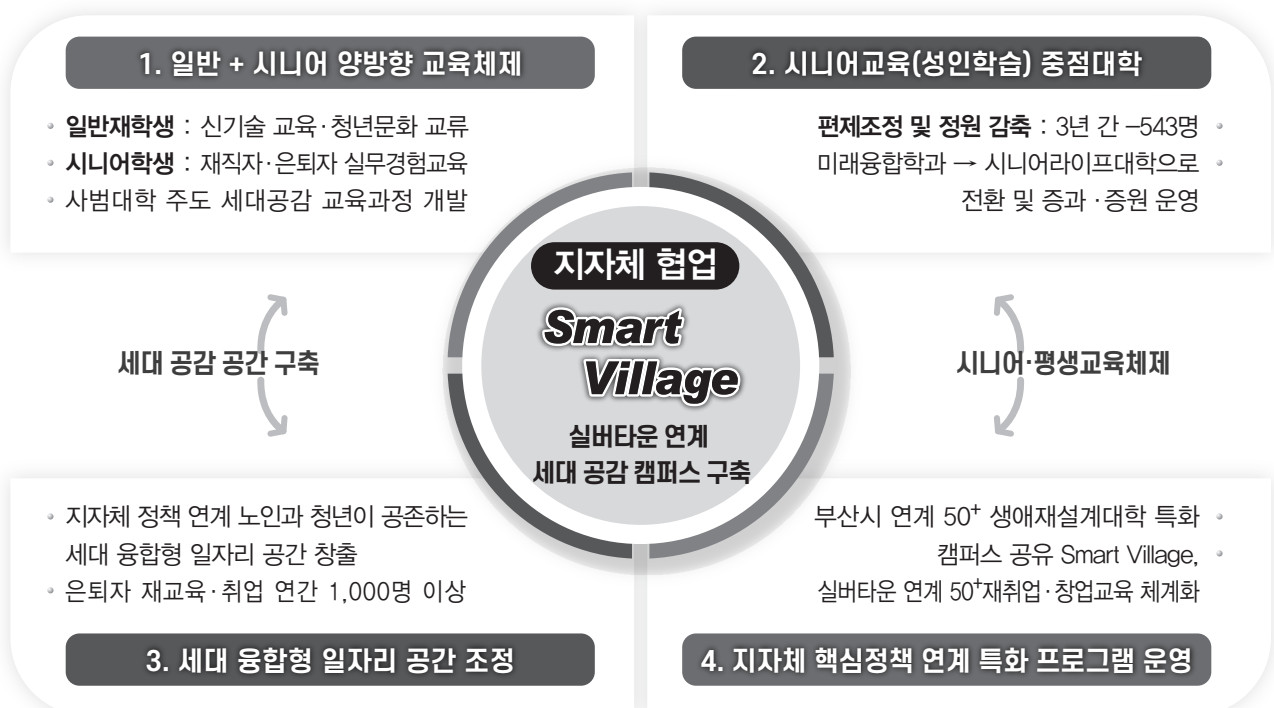 1. 일반 + 시니어 양방향 교육체제
• 일반재학생 : 신기술 교육·청년문화 교류
• 시니어학생 : 재직자·은퇴자 실무경험교육
• 사범대학 주도 세대공감 교육과정 개발
2. 시니어교육(성인학습) 중점대학
편제조정 및 정원 감축 : 3년 간 –543명 •
미래융합학과 → 시니어라이프대학으로 •
전환 및 증과 ·증원 운영
지자체 협업
Smart
Village
실버타운 연계
세대 공감 캠퍼스 구축
세대 공감 공간 구축
시니어·평생교육체제
• 지자체 정책 연계 노인과 청년이 공존하는
세대 융합형 일자리 공간 창출
• 은퇴자 재교육·취업 연간 1,000명 이상
3. 세대 융합형 일자리 공간 조정
부산시 연계 50⁺ 생애재설계대학 특화 •
캠퍼스 공유 Smart Village, •
실버타운 연계 50⁺재취업·창업교육 체계화
4. 지자체 핵심정책 연계 특화 프로그램 운영